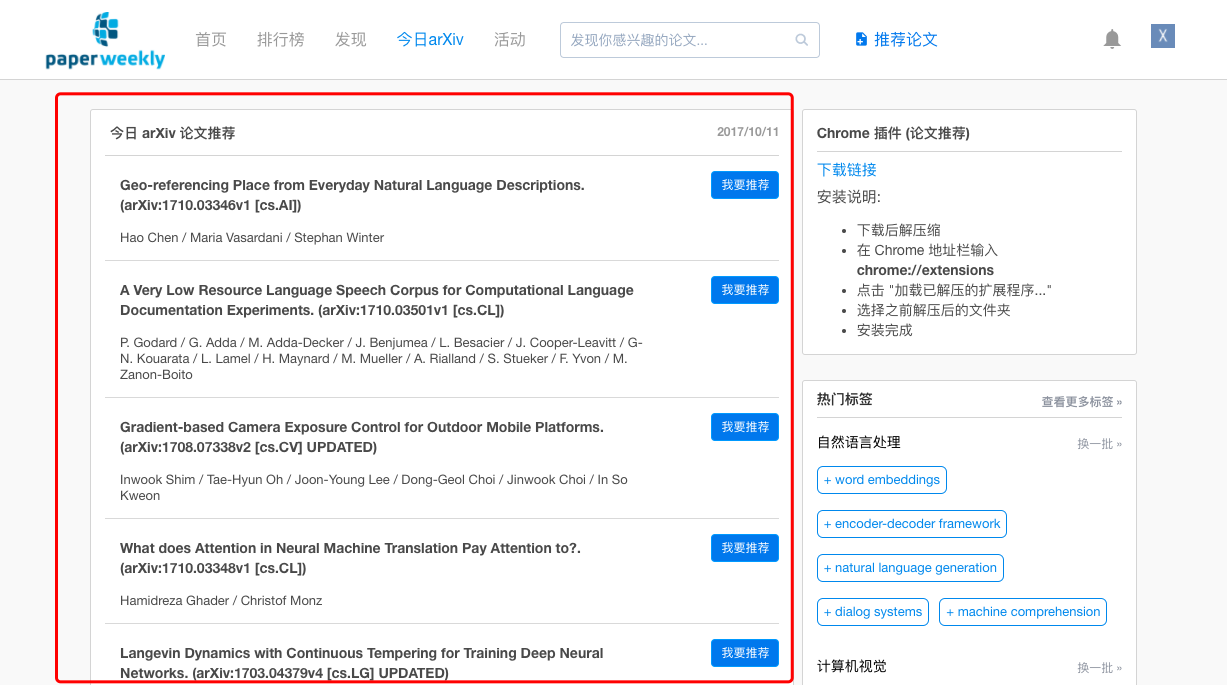 paperweekly
首页 排行榜 发现 今日arXiv 活动
发现你感兴趣的论文...
推荐论文
X
今日 arXiv 论文推荐
2017/10/11
Geo-referencing Place from Everyday Natural Language Descriptions.
(arXiv:1710.03346v1 [cs.AI])
我要推荐
Hao Chen / Maria Vasardani / Stephan Winter
A Very Low Resource Language Speech Corpus for Computational Language
Documentation Experiments. (arXiv:1710.03501v1 [cs.CL])
我要推荐
P. Godard / G. Adda / M. Adda-Decker / J. Benjumea / L. Besacier / J. Cooper-Leavitt / G-
N. Kouarata / L. Lamel / H. Maynard / M. Mueller / A. Rialland / S. Stueker / F. Yvon / M.
Zanon-Boito
Gradient-based Camera Exposure Control for Outdoor Mobile Platforms.
(arXiv:1708.07338v2 [cs.CV] UPDATED)
我要推荐
Inwook Shim / Tae-Hyun Oh / Joon-Young Lee / Dong-Geol Choi / Jinwook Choi / In So
Kweon
What does Attention in Neural Machine Translation Pay Attention to?.
(arXiv:1710.03348v1 [cs.CL])
我要推荐
Hamidreza Ghader / Christof Monz
Langevin Dynamics with Continuous Tempering for Training Deep Neural
Networks. (arXiv:1703.04379v4 [cs.LG] UPDATED)
我要推荐
Chrome 插件 (论文推荐)
下载链接
安装说明:
• 下载后解压缩
• 在 Chrome 地址栏输入
chrome://extensions
• 点击 "加载已解压的扩展程序..."
• 选择之前解压后的文件夹
• 安装完成
热门标签
查看更多标签 »
自然语言处理
换一批 »
+ word embeddings
+ encoder-decoder framework
+ natural language generation
+ dialog systems
+ machine comprehension
计算机视觉
换一批 »